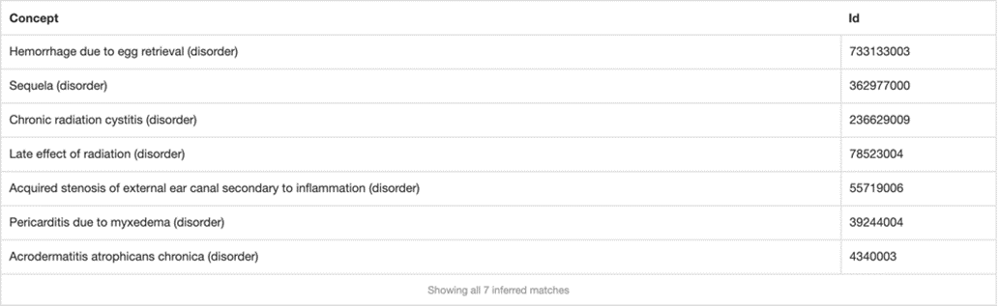 Concept Id
Hemorrhage due to egg retrieval (disorder) 733133003
Sequela (disorder) 362977000
Chronic radiation cystitis (disorder) 236629009
Late effect of radiation (disorder) 78523004
Acquired stenosis of external ear canal secondary to inflammation (disorder) 55719006
Pericarditis due to myxedema (disorder) 39244004
Acrodermatitis atrophicans chronica (disorder) 4340003
Showing all 7 inferred matches